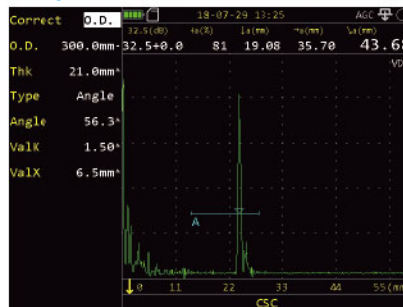 Correct O.D.
18-07-29 13:25 AGC
32.5(dB) ↕a(%) ↓a(mm) →a(mm) ↘a(mm)
O.D. 300.0mm 32.5+0.0 81 19.08 35.70 43.68
Thk 21.0mm
Type Angle
Angle 56.3°
ValK 1.50
ValX 6.5mm
A
0 11 22 33 44 55(mm
CSC